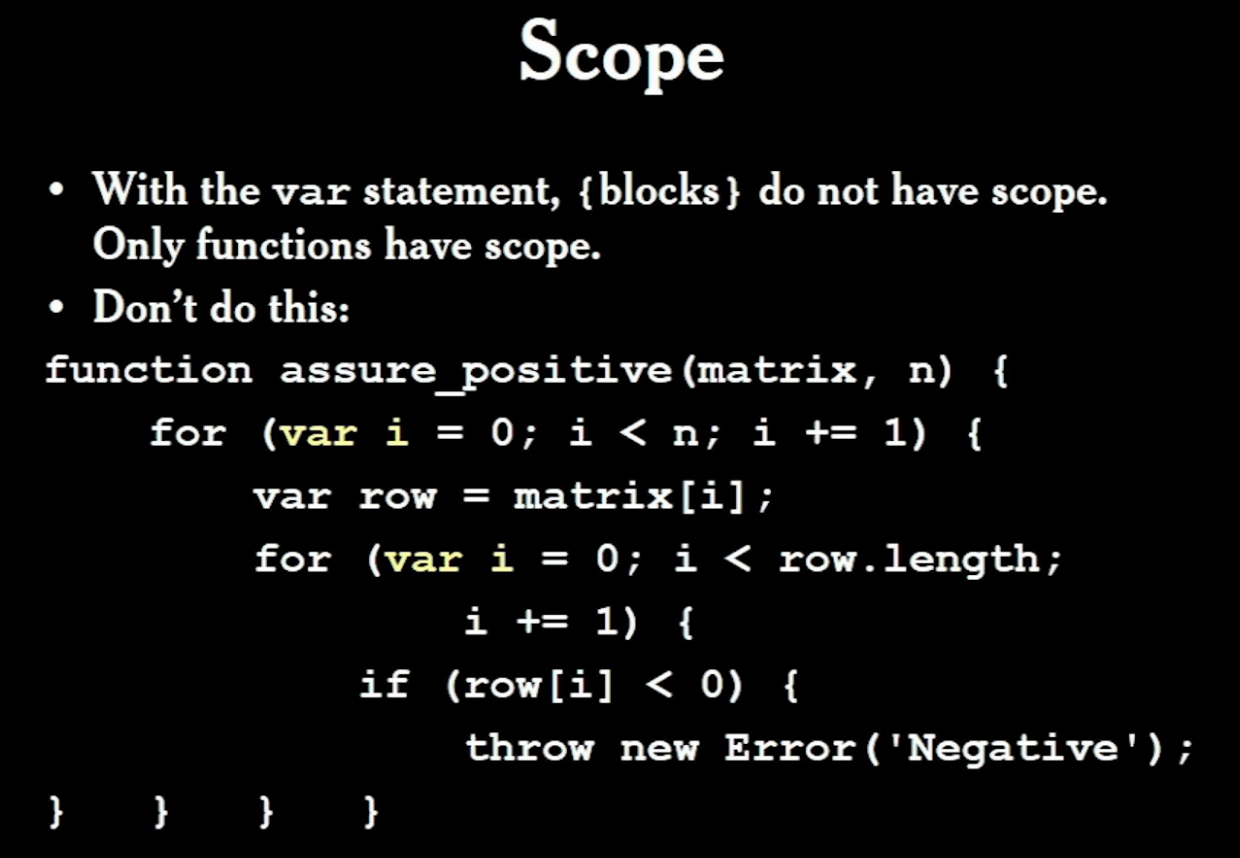 Scope
• With the var statement, {blocks} do not have scope.
Only functions have scope.
• Don’t do this:
function assure_positive(matrix, n) {
    for (var i = 0; i < n; i += 1) {
        var row = matrix[i];
        for (var i = 0; i < row.length;
                i += 1) {
            if (row[i] < 0) {
                throw new Error('Negative');
}   }   }   }